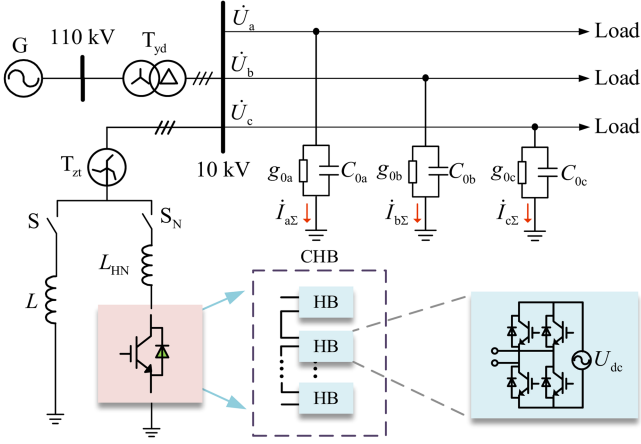 G
110 kV
T_yd
U̇_a
U̇_b
U̇_c
Load
Load
Load
10 kV
T_zt
g_0a
C_0a
g_0b
C_0b
g_0c
C_0c
İ_aΣ
İ_bΣ
İ_cΣ
S
S_N
L
L_HN
CHB
HB
HB
HB
U_dc